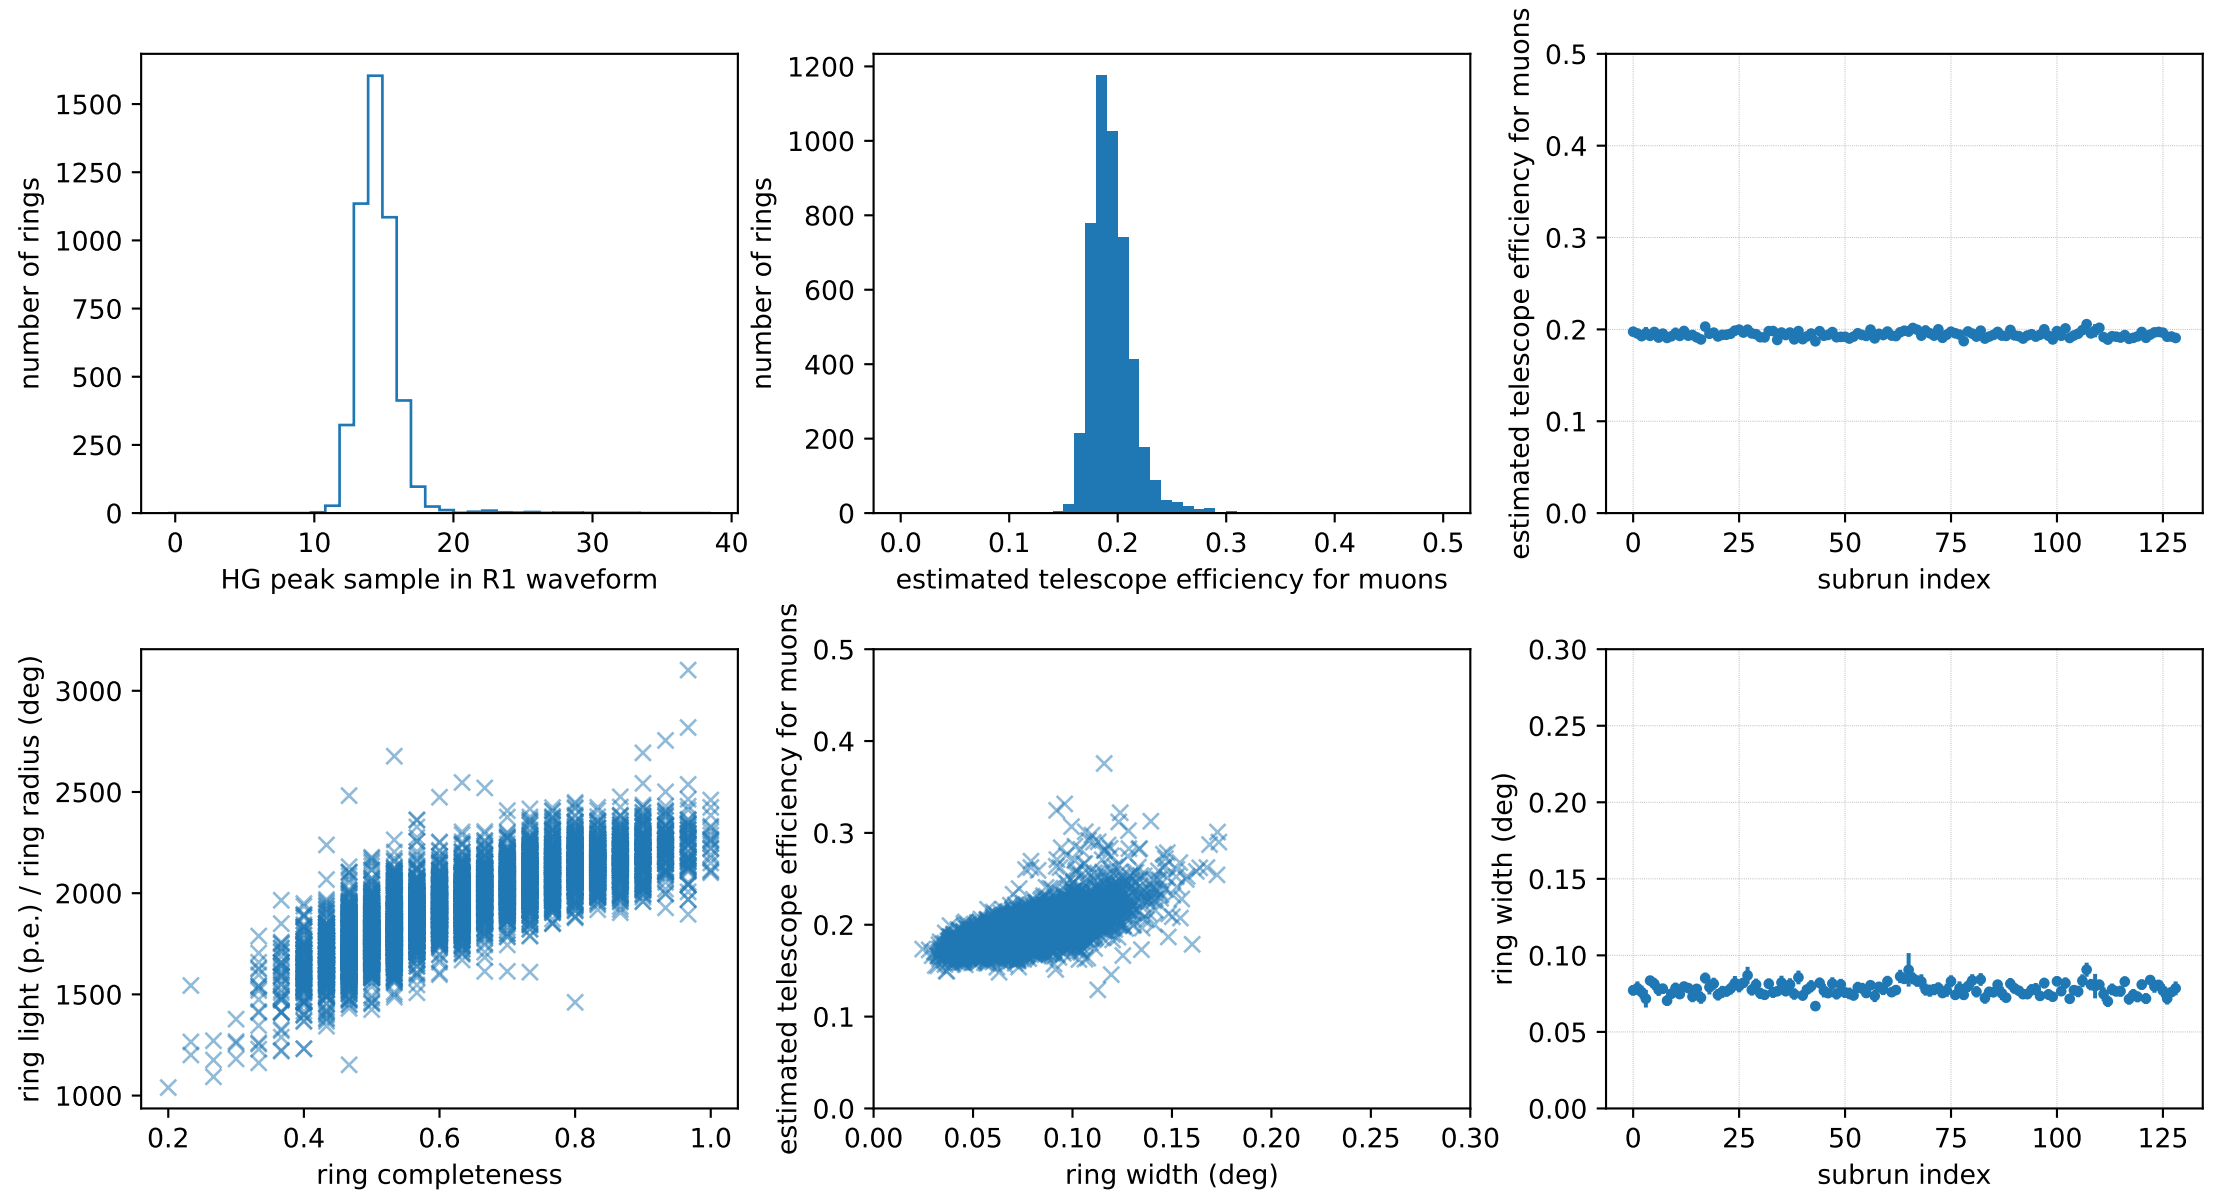 number of rings
1500
1250
1000
750
500
250
0
0 10 20 30 40
HG peak sample in R1 waveform
number of rings
1200
1000
800
600
400
200
0
0.0 0.1 0.2 0.3 0.4 0.5
estimated telescope efficiency for muons
estimated telescope efficiency for muons
0.5
0.4
0.3
0.2
0.1
0.0
0 25 50 75 100 125
subrun index
ring light (p.e.) / ring radius (deg)
3000
2500
2000
1500
1000
0.2 0.4 0.6 0.8 1.0
ring completeness
estimated telescope efficiency for muons
0.5
0.4
0.3
0.2
0.1
0.0
0.00 0.05 0.10 0.15 0.20 0.25 0.30
ring width (deg)
ring width (deg)
0.30
0.25
0.20
0.15
0.10
0.05
0.00
0 25 50 75 100 125
subrun index